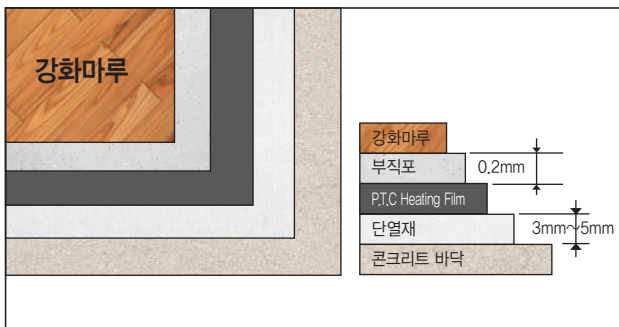 강화마루
강화마루
부직포
0.2mm
P.T.C Heating Film
단열재
3mm~5mm
콘크리트 바닥